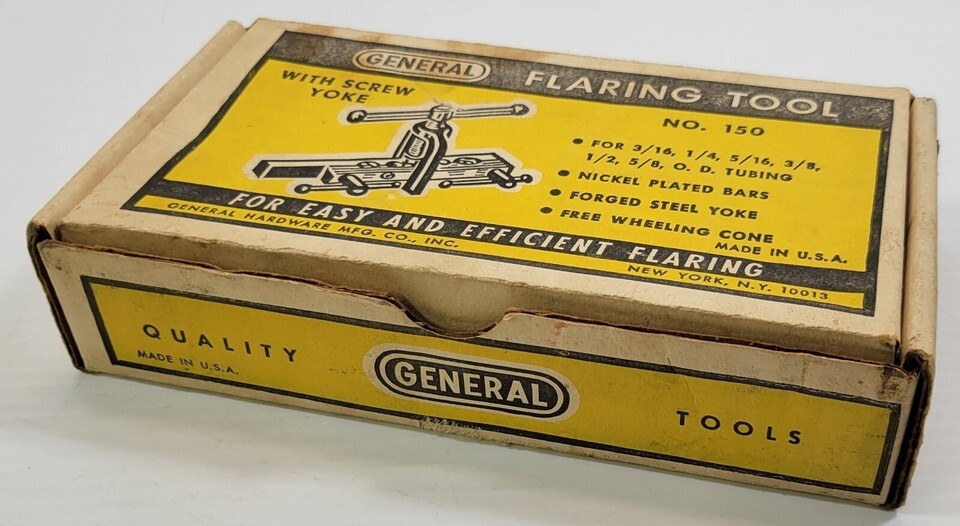 GENERAL FLARING TOOL
WITH SCREW
YOKE
NO. 150
• FOR 3/16, 1/4, 5/16, 3/8,
1/2, 5/8, O. D. TUBING
• NICKEL PLATED BARS
• FORGED STEEL YOKE
• FREE WHEELING CONE
MADE IN U.S.A.
FOR EASY AND EFFICIENT FLARING
GENERAL HARDWARE MFG. CO., INC.
NEW YORK, N.Y. 10013
QUALITY
MADE IN U.S.A.
GENERAL
TOOLS